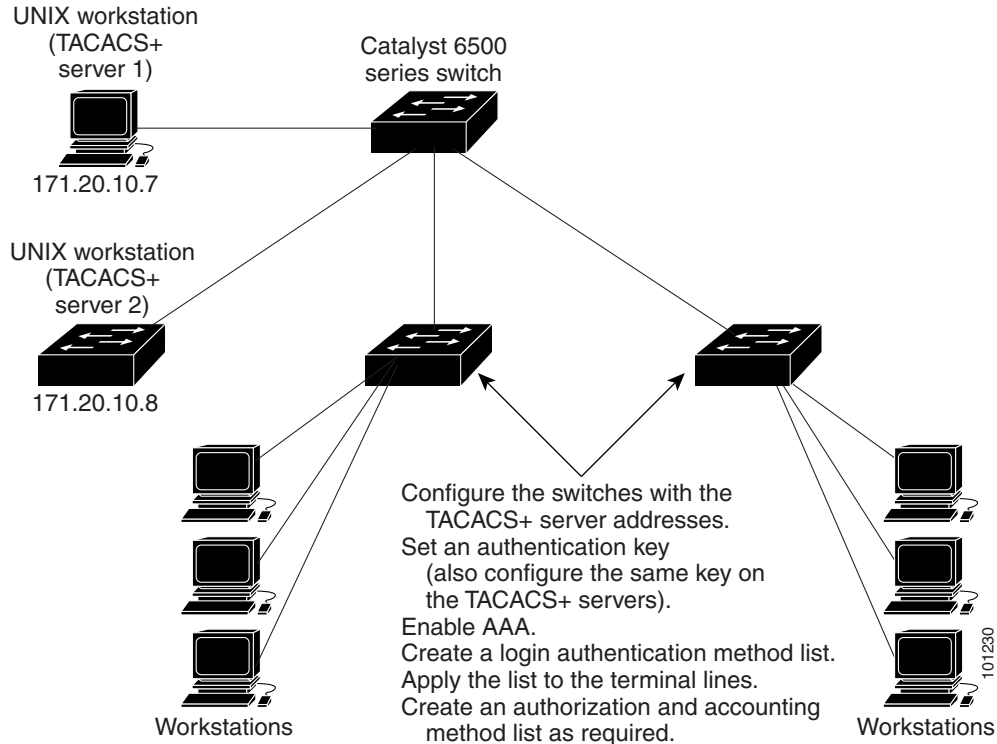 UNIX workstation
(TACACS+
server 1)
Catalyst 6500
series switch
171.20.10.7
UNIX workstation
(TACACS+
server 2)
171.20.10.8
Configure the switches with the
TACACS+ server addresses.
Set an authentication key
(also configure the same key on
the TACACS+ servers).
Enable AAA.
Create a login authentication method list.
Apply the list to the terminal lines.
Create an authorization and accounting
method list as required.
Workstations
Workstations
101230